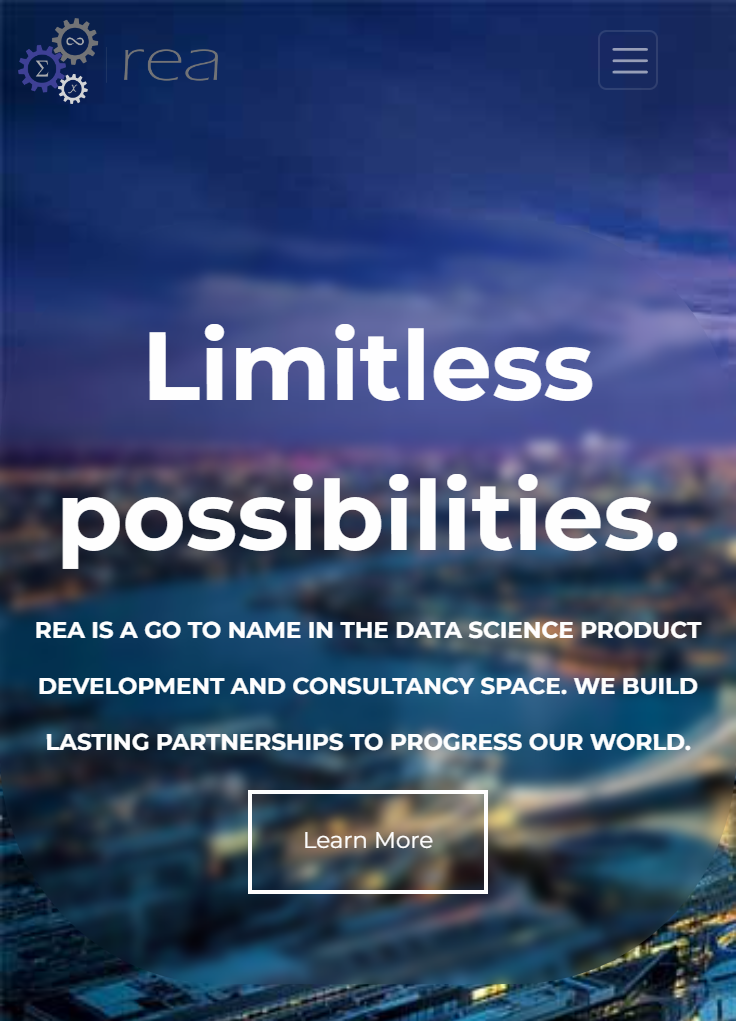 ∞
Σ
χ
rea
Limitless
possibilities.
REA IS A GO TO NAME IN THE DATA SCIENCE PRODUCT
DEVELOPMENT AND CONSULTANCY SPACE. WE BUILD
LASTING PARTNERSHIPS TO PROGRESS OUR WORLD.
Learn More